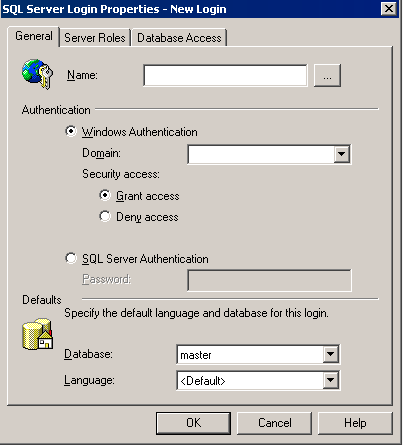 SQL Server Login Properties - New Login
General Server Roles Database Access
Name: ...
Authentication
Windows Authentication
Domain:
Security access:
Grant access
Deny access
SQL Server Authentication
Password:
Defaults
Specify the default language and database for this login.
Database: master
Language: <Default>
OK Cancel Help